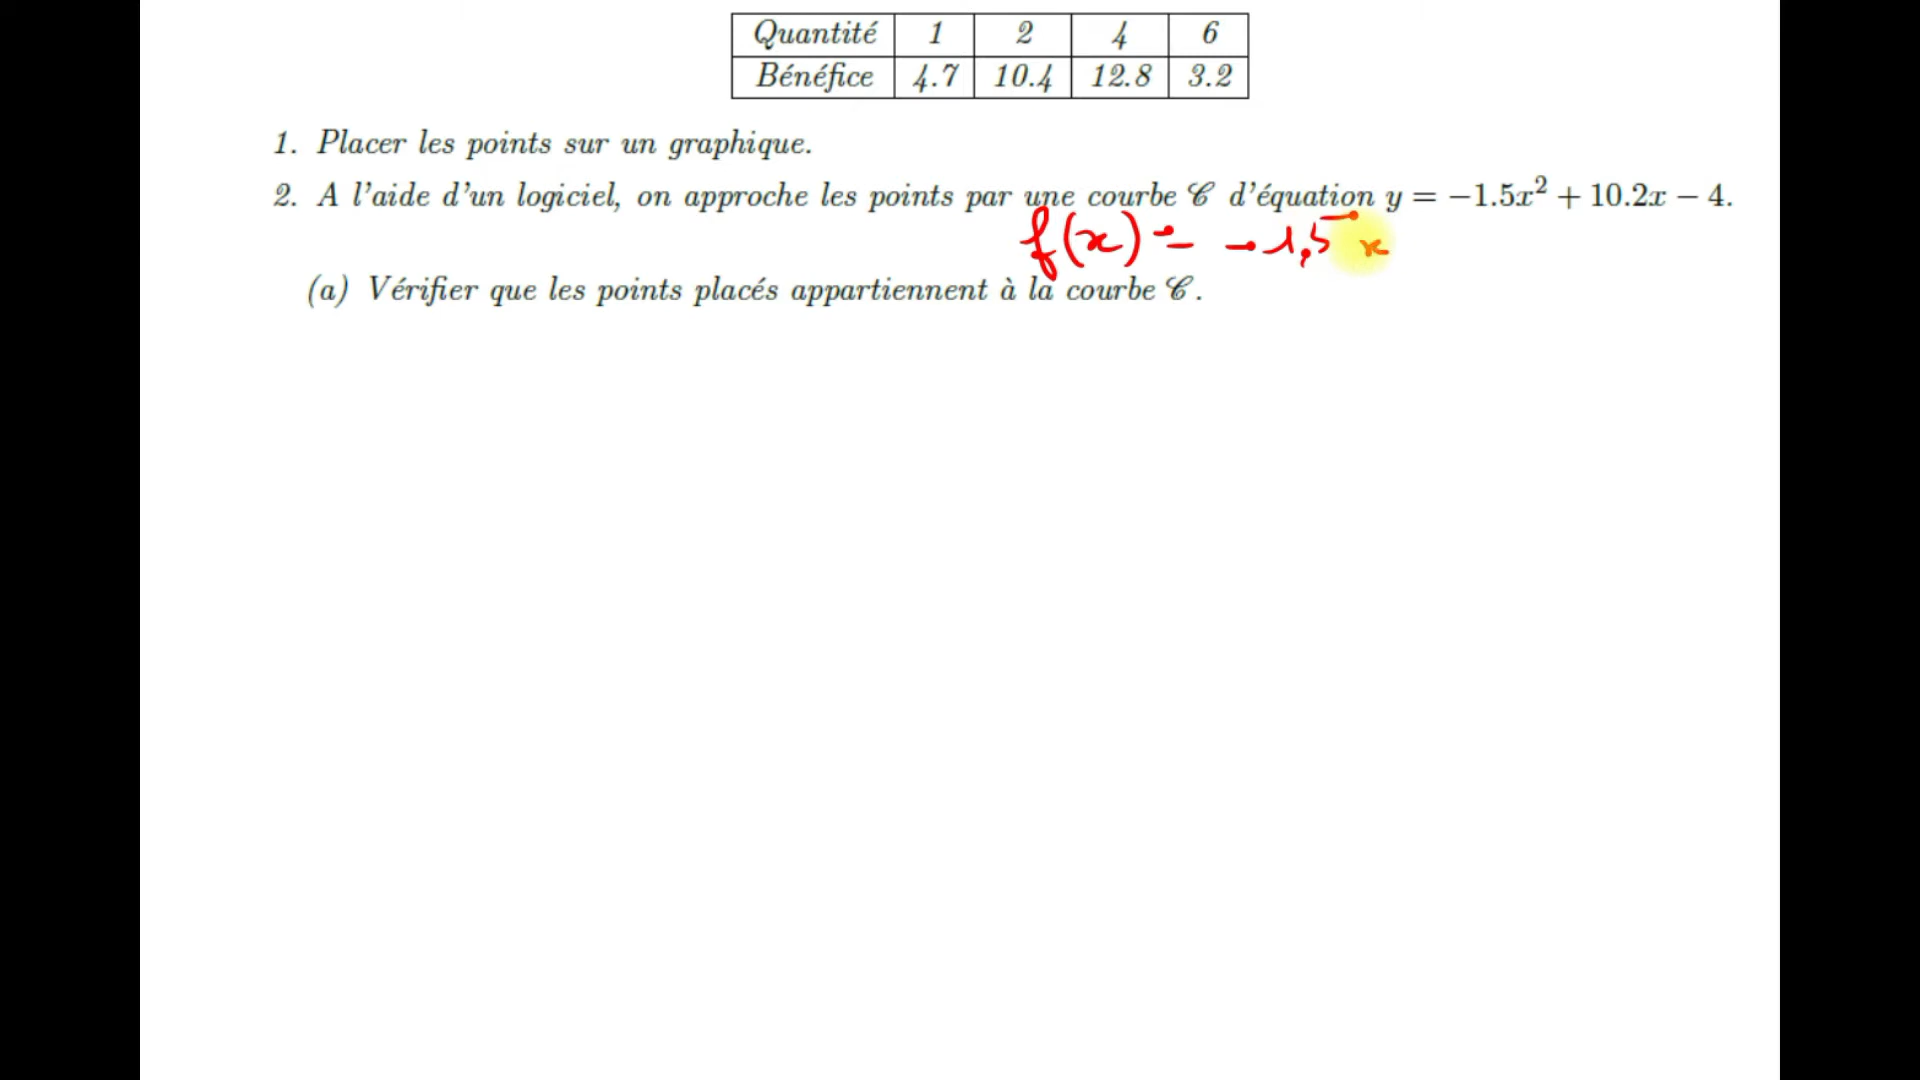 Quantité 1 2 4 6
Bénéfice 4.7 10.4 12.8 3.2
1. Placer les points sur un graphique.
2. A l'aide d'un logiciel, on approche les points par une courbe 𝒞 d'équation y = −1.5x² + 10.2x − 4.
f(x) = -1,5 x
(a) Vérifier que les points placés appartiennent à la courbe 𝒞.